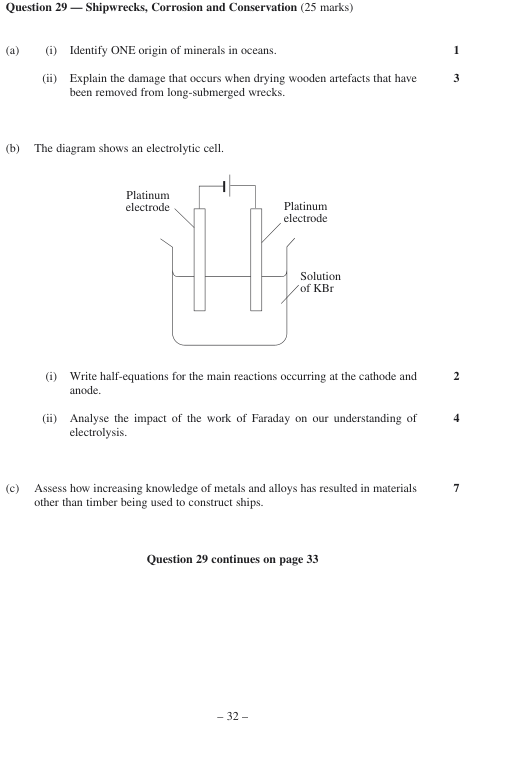 Question 29 — Shipwrecks, Corrosion and Conservation (25 marks)
(a) (i) Identify ONE origin of minerals in oceans. 1
(ii) Explain the damage that occurs when drying wooden artefacts that have 3
been removed from long-submerged wrecks.
(b) The diagram shows an electrolytic cell.
Platinum
electrode
Platinum
electrode
Solution
of KBr
(i) Write half-equations for the main reactions occurring at the cathode and 2
anode.
(ii) Analyse the impact of the work of Faraday on our understanding of 4
electrolysis.
(c) Assess how increasing knowledge of metals and alloys has resulted in materials 7
other than timber being used to construct ships.
Question 29 continues on page 33
– 32 –